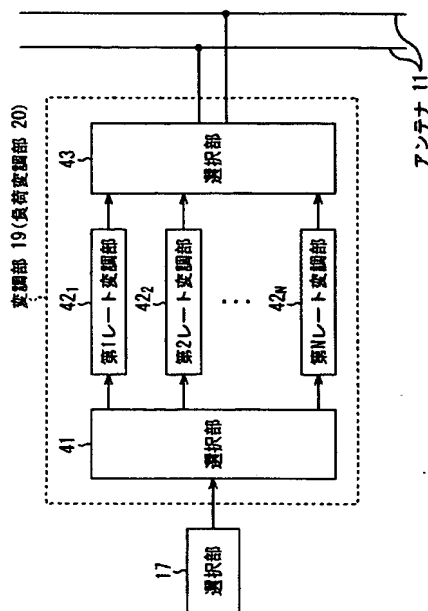 変調部 19(負荷変調部 20)
17
選択部
41
選択部
42₁
第1レート変調部
42₂
第2レート変調部
...
42N
第Nレート変調部
43
選択部
アンテナ 11